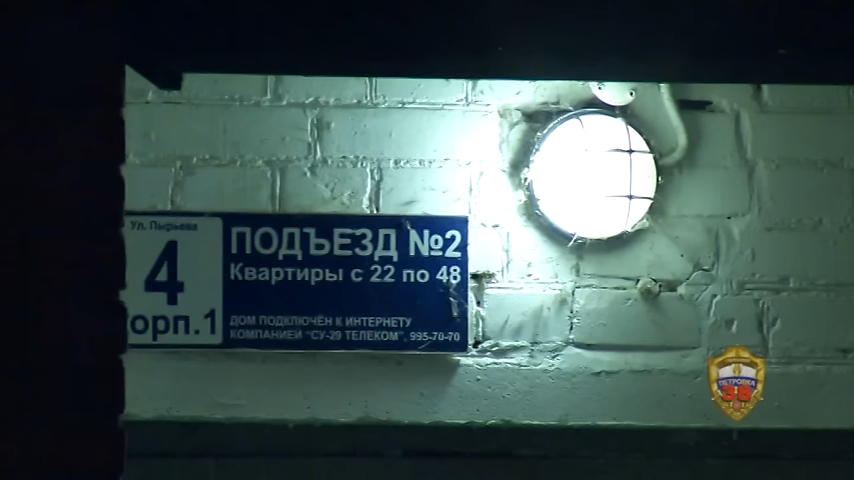 Ул. Пырьева
4
орп.1
ПОДЪЕЗД №2
Квартиры с 22 по 48
ДОМ ПОДКЛЮЧЁН К ИНТЕРНЕТУ
КОМПАНИЕЙ "СУ-29 ТЕЛЕКОМ", 995-70-70
ПЕТРОВКА
38